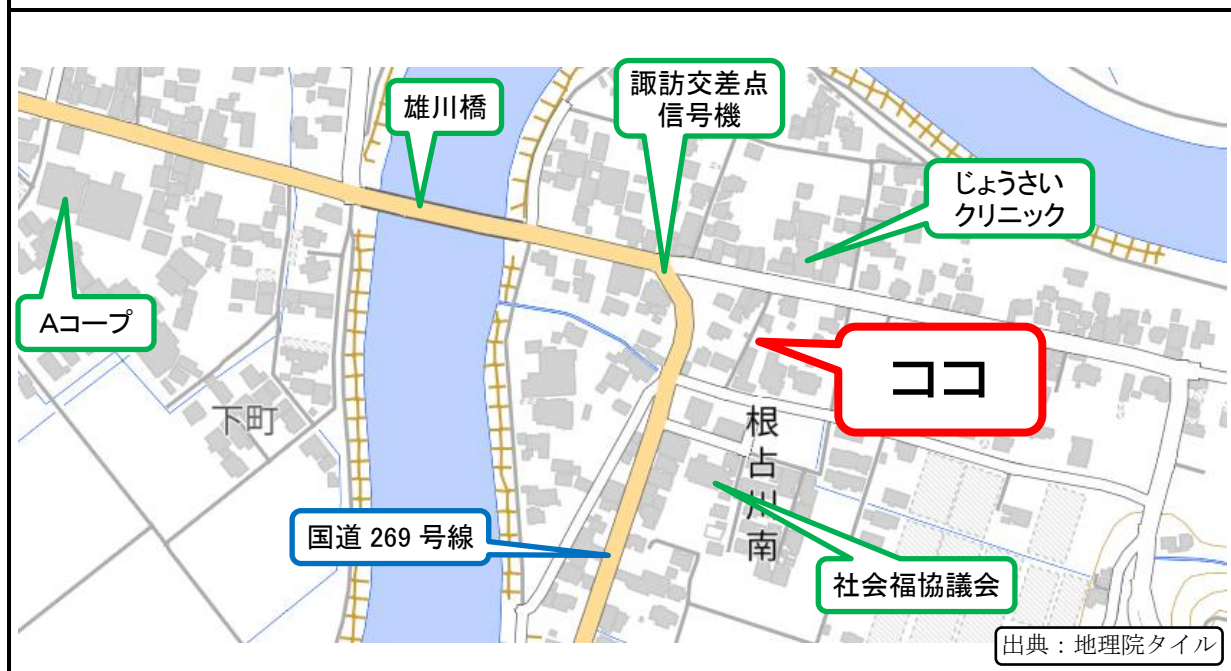 雄川橋
諏訪交差点
信号機
じょうさい
クリニック
Aコープ
ココ
下町
根占川南
国道 269 号線
社会福協議会
出典：地理院タイル